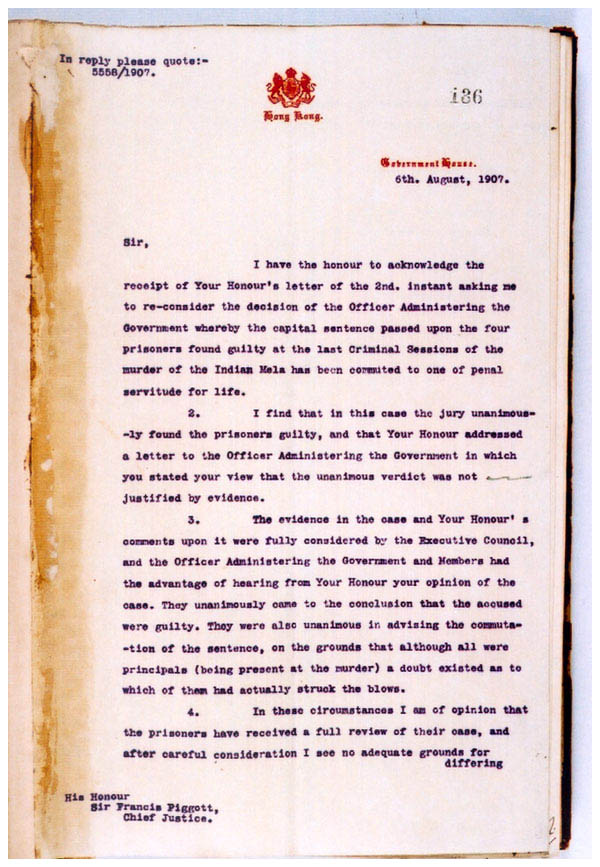 In reply please quote:-
5558/1907.
136
Hong Kong.
Government House.
6th. August, 1907.
Sir,
I have the honour to acknowledge the
receipt of Your Honour's letter of the 2nd. instant asking me
to re-consider the decision of the Officer Administering the
Government whereby the capital sentence passed upon the four
prisoners found guilty at the last Criminal Sessions of the
murder of the Indian Mela has been commuted to one of penal
servitude for life.
2. I find that in this case the jury unanimous-
-ly found the prisoners guilty, and that Your Honour addressed
a letter to the Officer Administering the Government in which
you stated your view that the unanimous verdict was not
justified by evidence.
3. The evidence in the case and Your Honour's
comments upon it were fully considered by the Executive Council,
and the Officer Administering the Government and Members had
the advantage of hearing from Your Honour your opinion of the
case. They unanimously came to the conclusion that the accused
were guilty. They were also unanimous in advising the commuta-
-tion of the sentence, on the grounds that although all were
principals (being present at the murder) a doubt existed as to
which of them had actually struck the blows.
4. In these circumstances I am of opinion that
the prisoners have received a full review of their case, and
after careful consideration I see no adequate grounds for
differing
His Honour
Sir Francis Piggott,
Chief Justice.